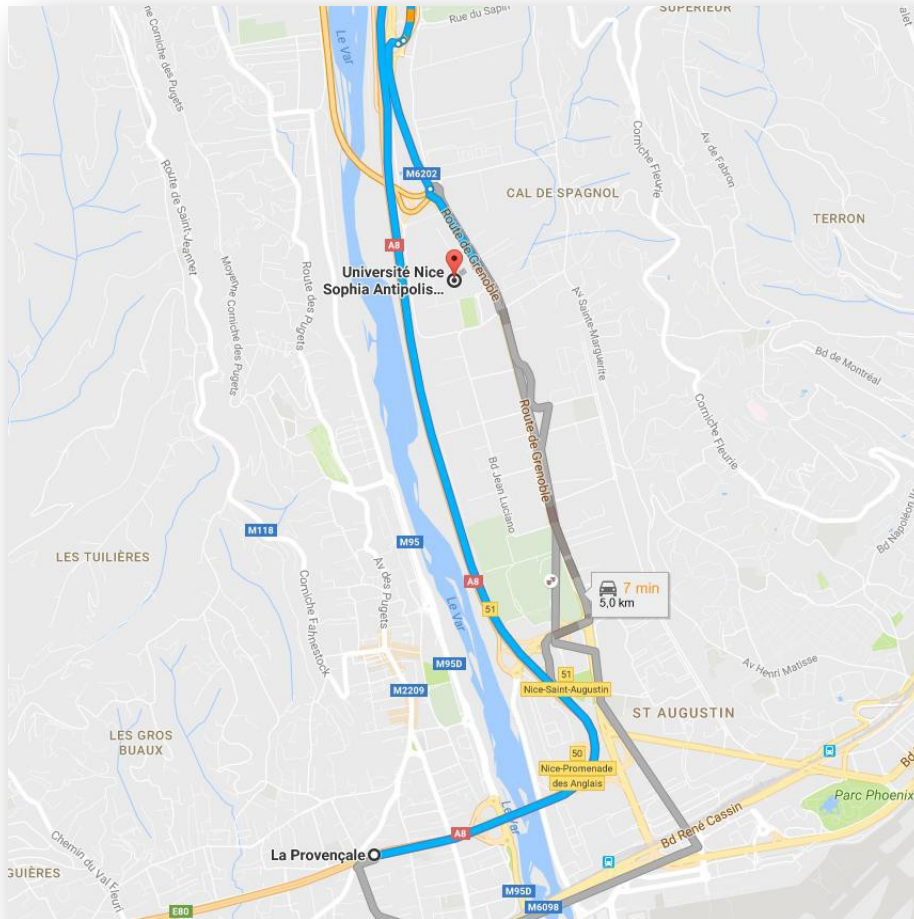 Rue du Sapin
SUPERIEUR
Le Var
Corniche des Pugets
Route de Saint-Jeannet
Moyenne Corniche des Pugets
Route des Pugets
M6202
CAL DE SPAGNOL
Corniche Fleurie
Av de Fabron
TERRON
A8
Route de Grenoble
Université Nice
Sophia Antipolis...
Av Sainte-Marguerite
Bd de Montréal
Corniche Fleurie
Route de Grenoble
Bd Jean Luciano
M118
M95
LES TUILIÈRES
Av des Pugets
Corniche Fahnestock
A8
51
Le Var
7 min
5,0 km
M95D
M2209
51
Nice-Saint-Augustin
Av Henri Matisse
ST AUGUSTIN
LES GROS
BUAUX
50
Nice-Promenade
des Anglais
Parc Phoenix
Le Var
A8
Bd René Cassin
La Provençale
Chemin du Val Fleuri
GUIÈRES
M95D
M6098
E80